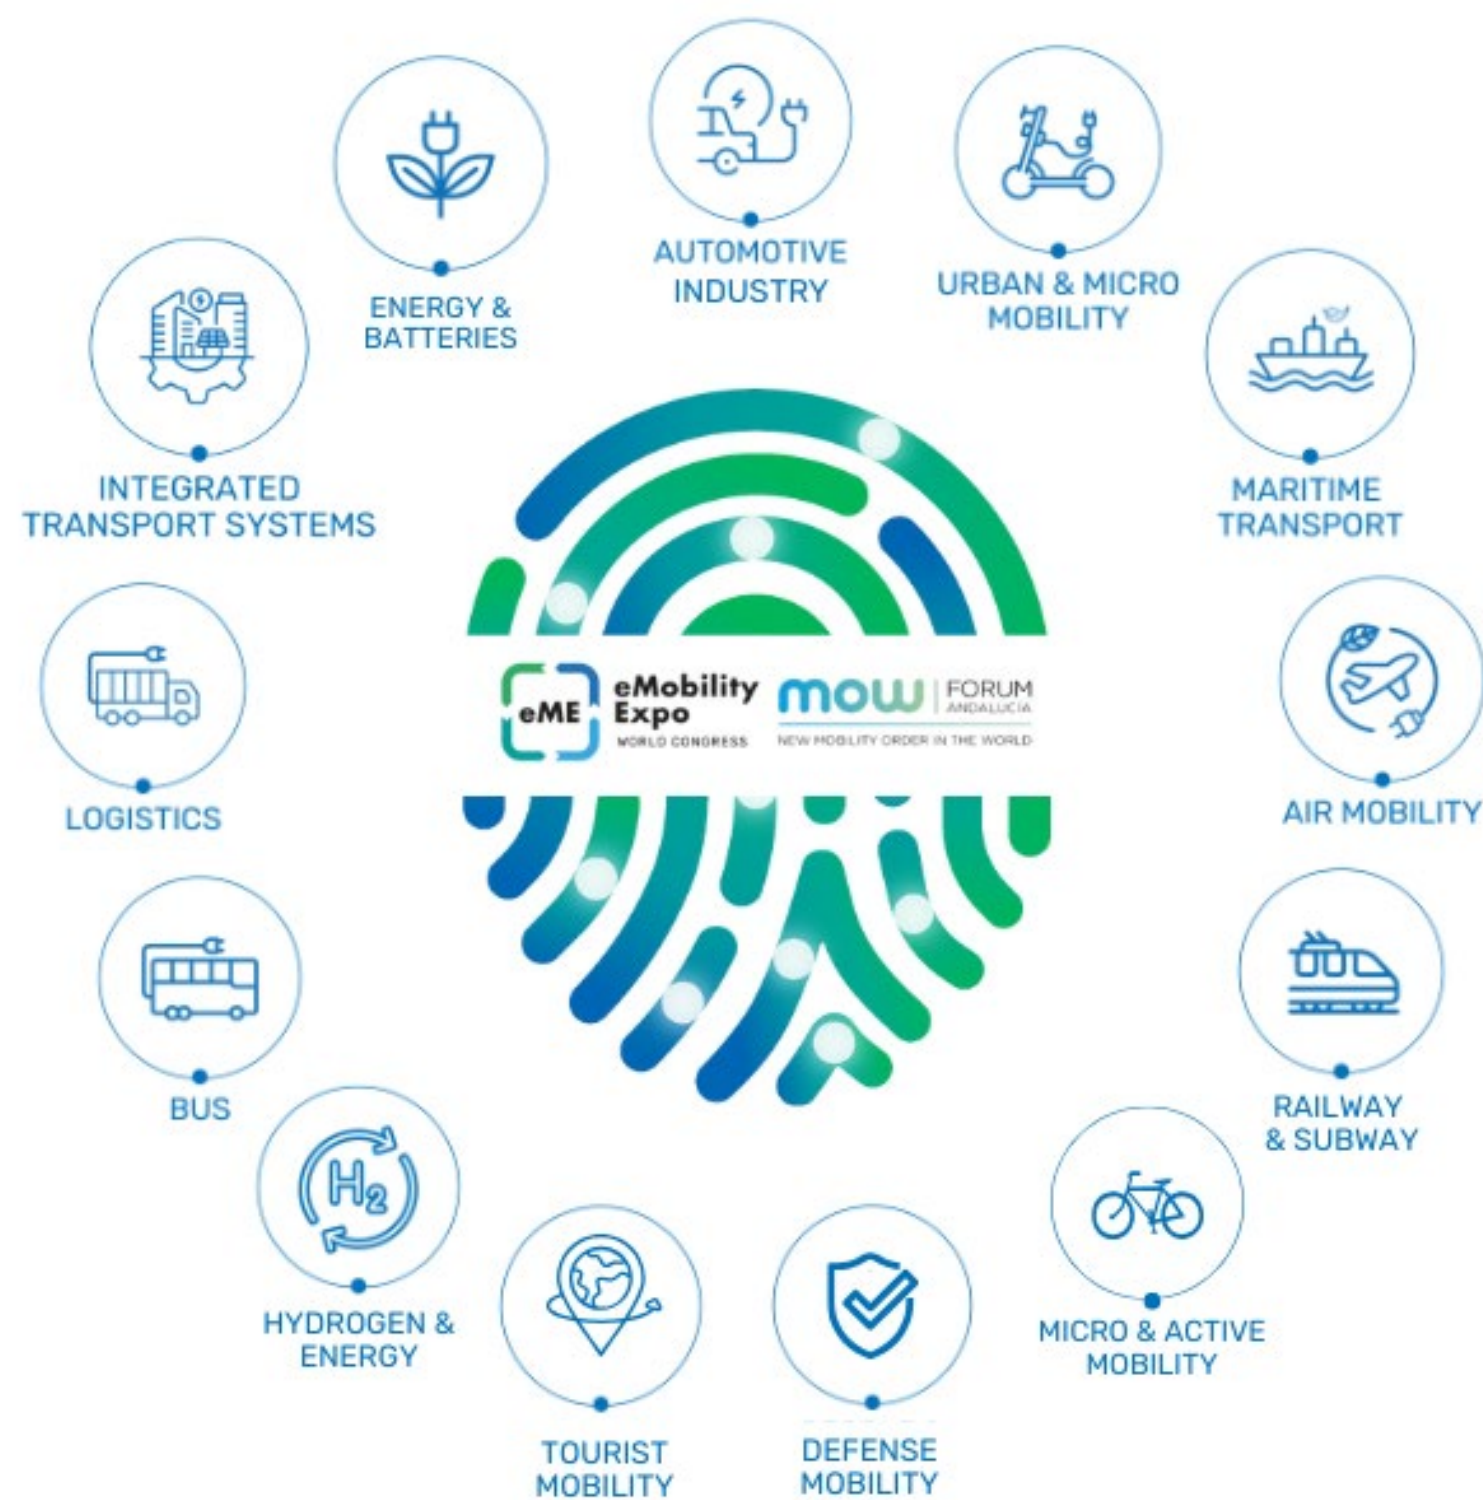 AUTOMOTIVE
INDUSTRY
URBAN & MICRO
MOBILITY
MARITIME
TRANSPORT
AIR MOBILITY
RAILWAY
& SUBWAY
MICRO & ACTIVE
MOBILITY
DEFENSE
MOBILITY
TOURIST
MOBILITY
H2
HYDROGEN &
ENERGY
BUS
LOGISTICS
INTEGRATED
TRANSPORT SYSTEMS
ENERGY &
BATTERIES
eME
eMobility
Expo
WORLD CONGRESS
mow
FORUM
ANDALUCÍA
NEW MOBILITY ORDER IN THE WORLD